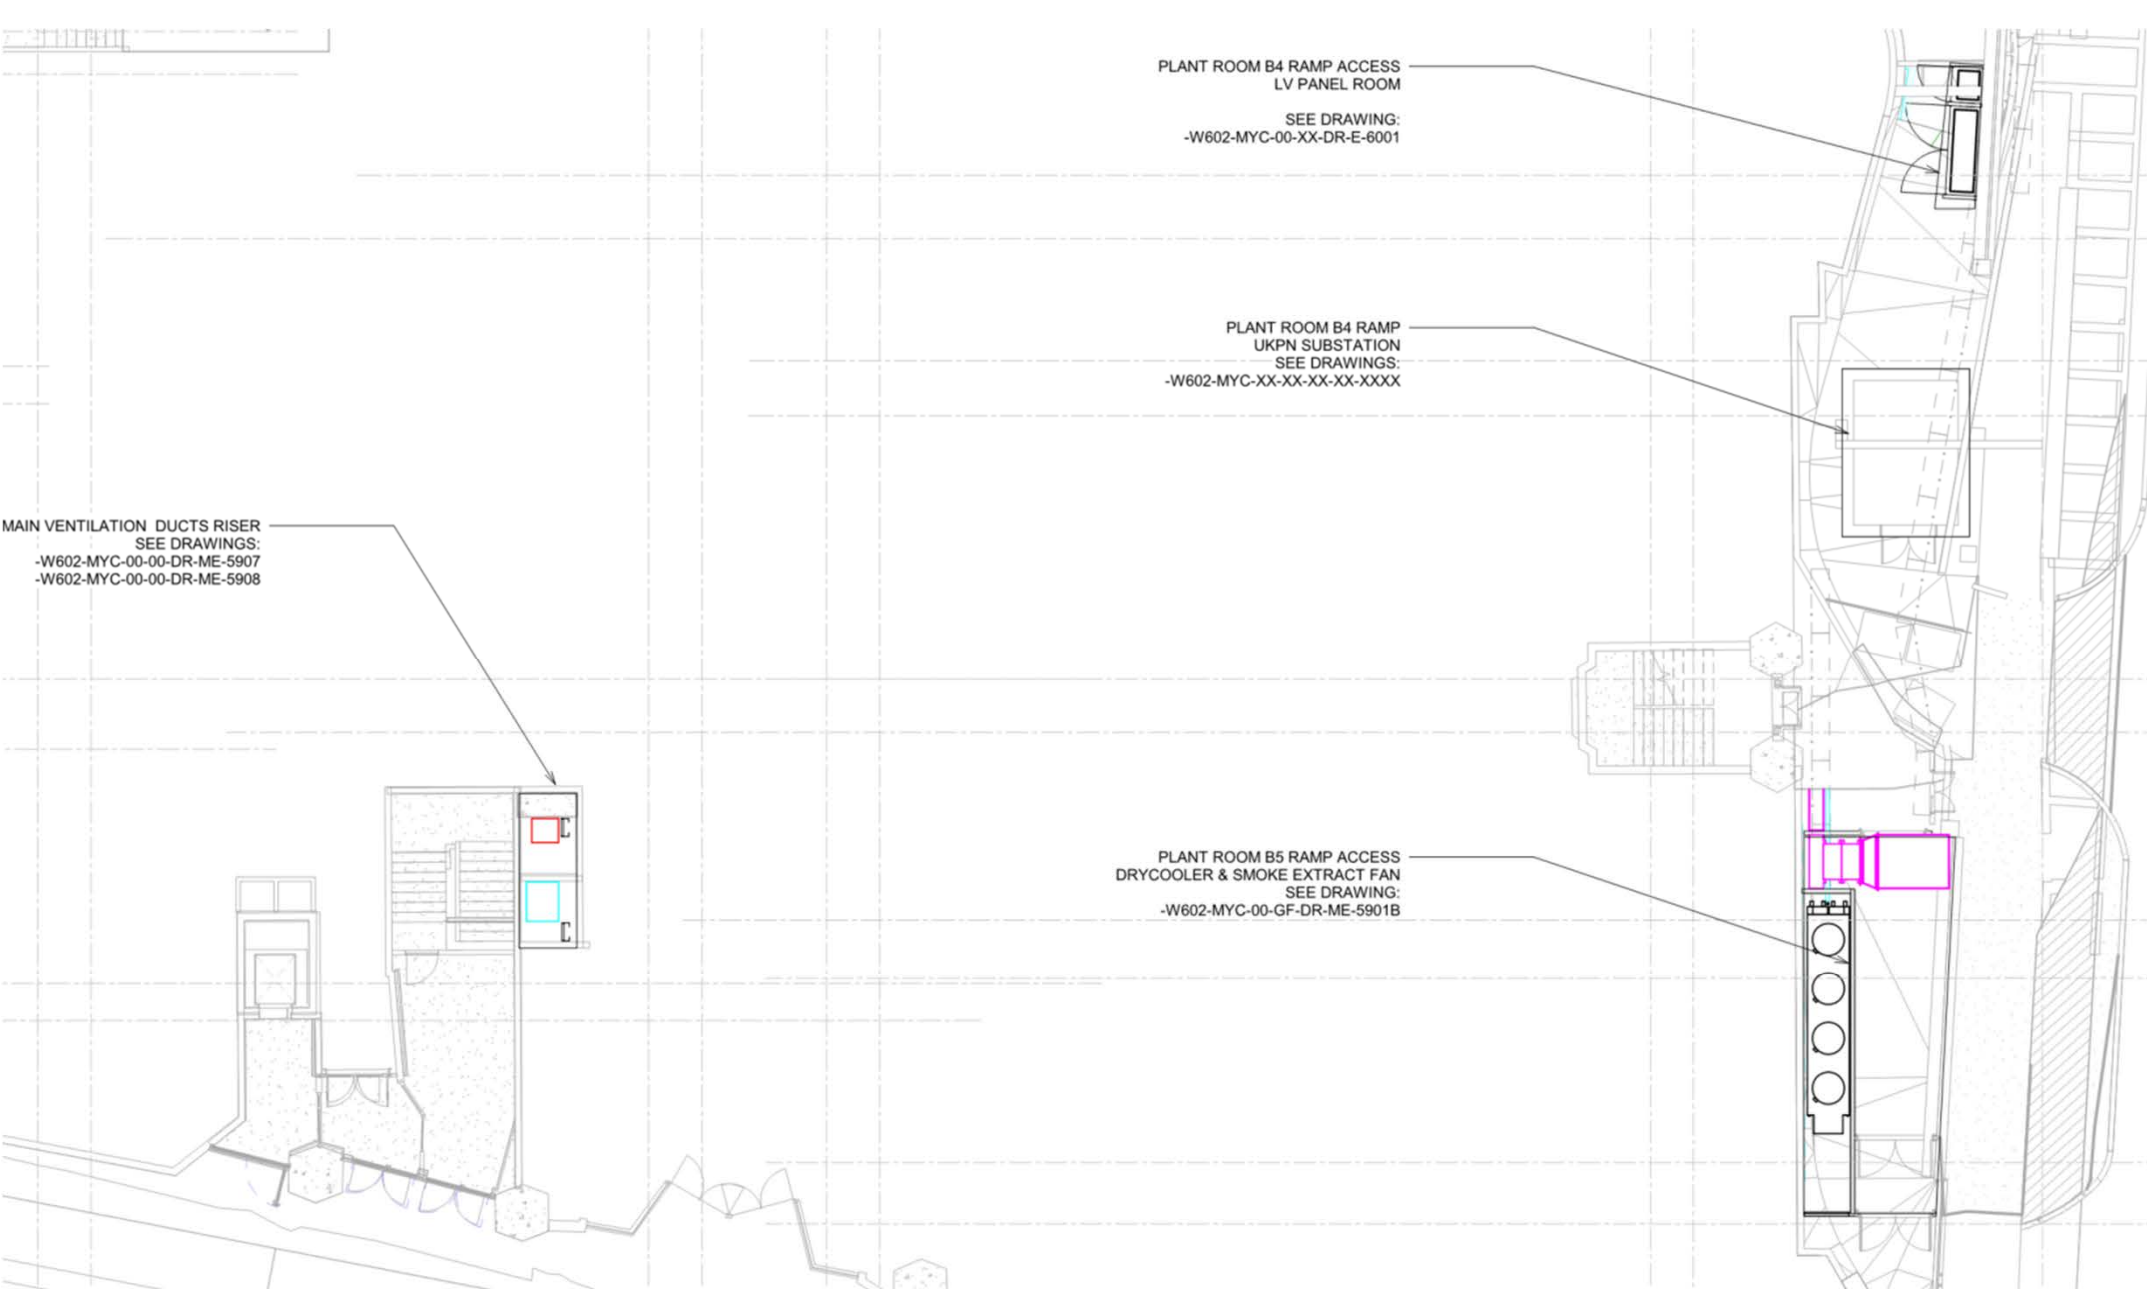 PLANT ROOM B4 RAMP ACCESS
LV PANEL ROOM
SEE DRAWING:
-W602-MYC-00-XX-DR-E-6001
PLANT ROOM B4 RAMP
UKPN SUBSTATION
SEE DRAWINGS:
-W602-MYC-XX-XX-XX-XX-XXXX
MAIN VENTILATION DUCTS RISER
SEE DRAWINGS:
-W602-MYC-00-00-DR-ME-5907
-W602-MYC-00-00-DR-ME-5908
PLANT ROOM B5 RAMP ACCESS
DRYCOOLER & SMOKE EXTRACT FAN
SEE DRAWING:
-W602-MYC-00-GF-DR-ME-5901B